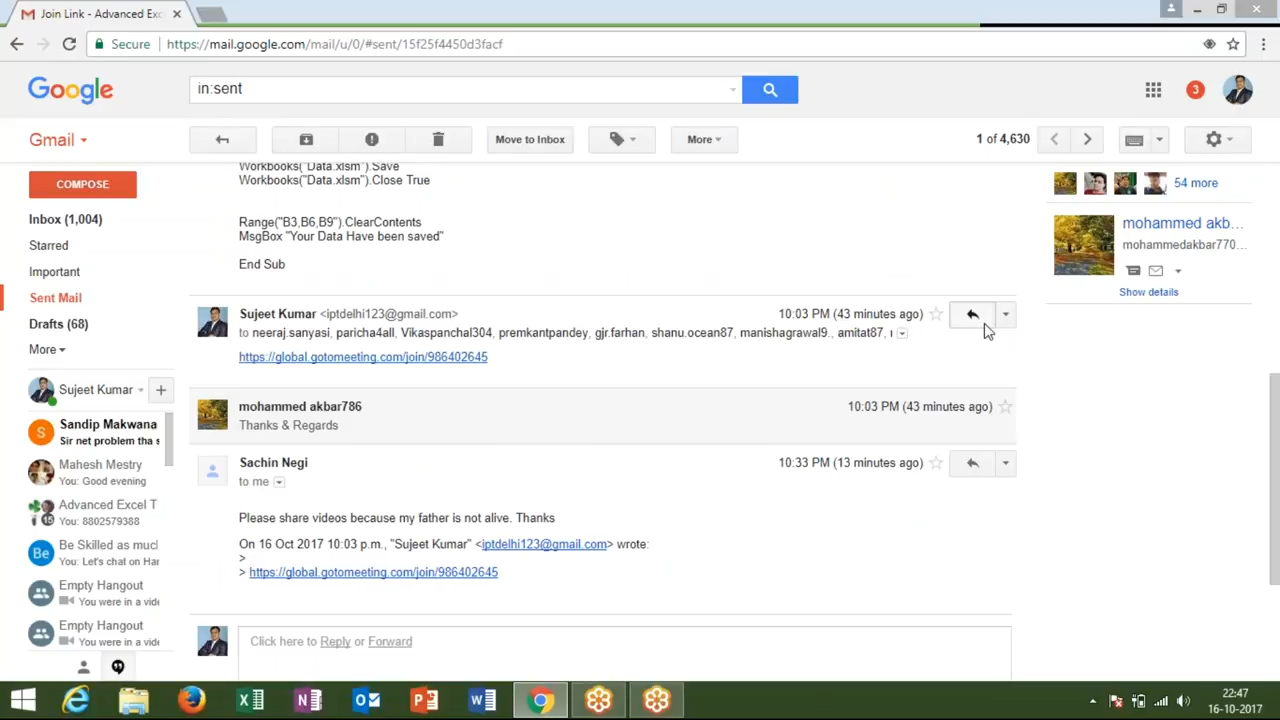 Join Link - Advanced Exc
Secure
https://mail.google.com/mail/u/0/#sent/15f25f4450d3facf
Google
in:sent
3
Gmail
Move to Inbox
More
1 of 4,630
COMPOSE
Inbox (1,004)
Starred
Important
Sent Mail
Drafts (68)
More
Sujeet Kumar
Sandip Makwana
Sir net problem tha s
Mahesh Mestry
You: Good evening
Advanced Excel T
15
You: 8802579388
Be
Be Skilled as much
You: Let's chat on Han
Empty Hangout
You were in a vide
Empty Hangout
You were in a vide
S
Workbooks("Data.xlsm").Save
Workbooks("Data.xlsm").Close True
Range("B3,B6,B9").ClearContents
MsgBox "Your Data Have been saved"
End Sub
Sujeet Kumar <iptdelhi123@gmail.com>
10:03 PM (43 minutes ago)
to neeraj.sanyasi, paricha4all, Vikaspanchal304, premkantpandey, gjr.farhan, shanu.ocean87, manishagrawal9., amitat87,
https://global.gotomeeting.com/join/986402645
mohammed akbar786
10:03 PM (43 minutes ago)
Thanks & Regards
Sachin Negi
10:33 PM (13 minutes ago)
to me
Please share videos because my father is not alive. Thanks
On 16 Oct 2017 10:03 p.m., "Sujeet Kumar" <iptdelhi123@gmail.com> wrote:
>
> https://global.gotomeeting.com/join/986402645
Click here to Reply or Forward
54 more
mohammed akb...
mohammedakbar770...
Show details
22:47
16-10-2017